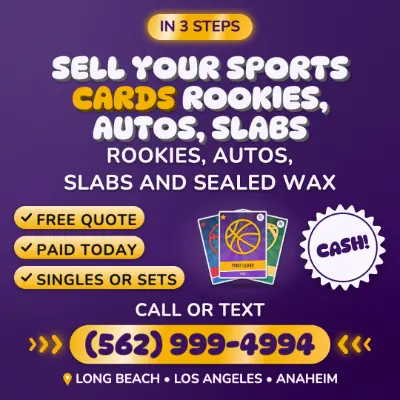 IN 3 STEPS
SELL YOUR SPORTS
CARDS ROOKIES,
AUTOS, SLABS
ROOKIES, AUTOS,
SLABS AND SEALED WAX
✓ FREE QUOTE
✓ PAID TODAY
✓ SINGLES OR SETS
CASH!
CALL OR TEXT
(562) 999-4994
LONG BEACH • LOS ANGELES • ANAHEIM